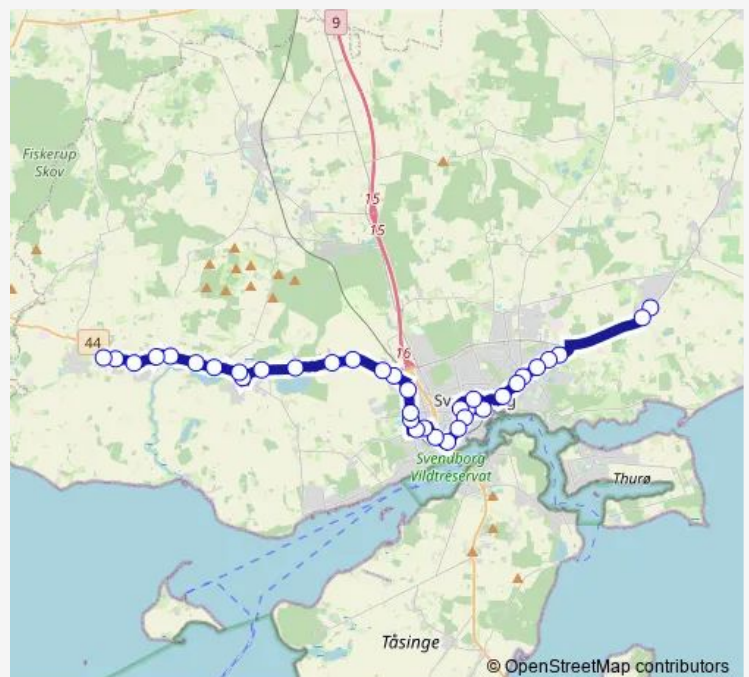 9
Fiskerup
Skov
15
15
44
16
Sv
g
Svendborg
Vildtreservat
Thurø
Tåsinge
© OpenStreetMap contributors